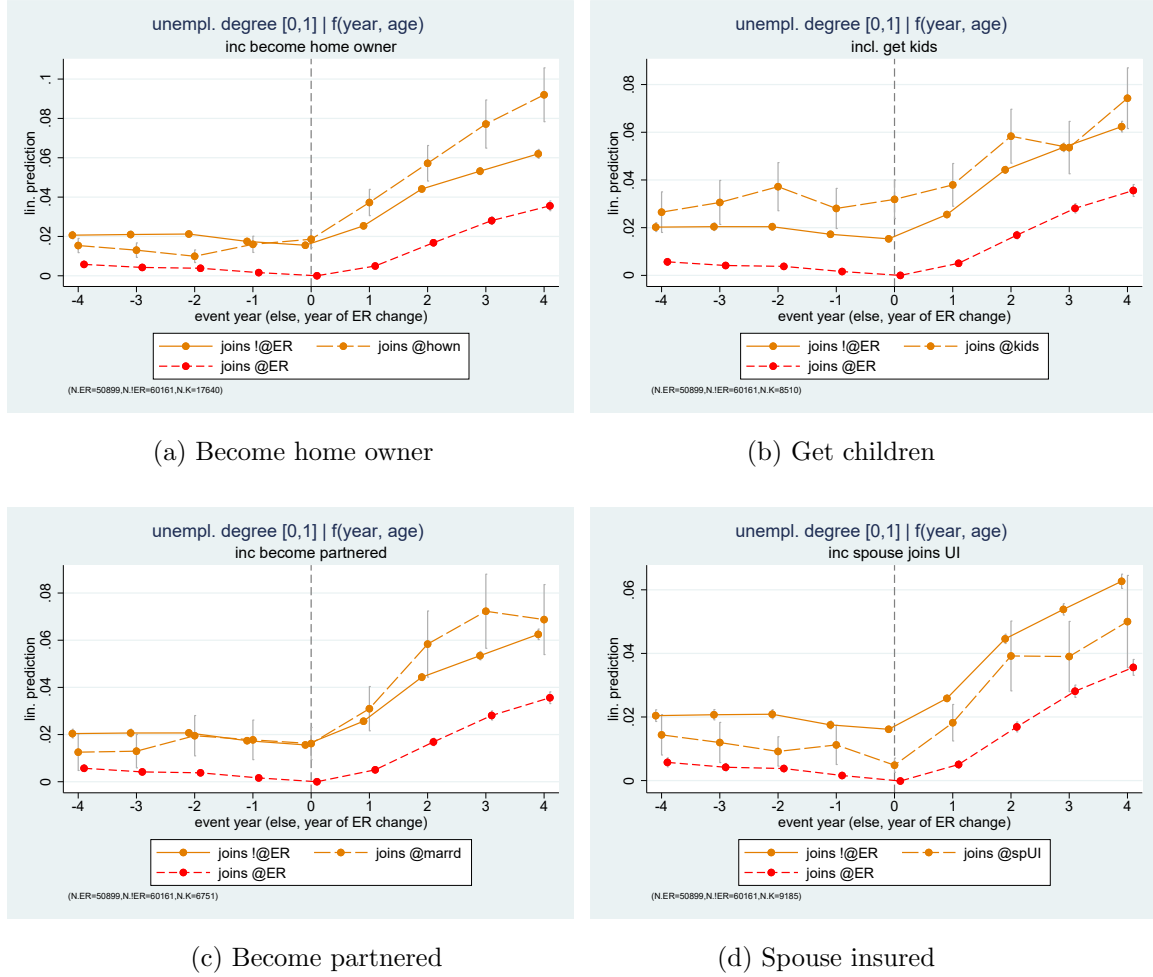 unempl. degree [0,1] | f(year, age)
inc become home owner
lin. prediction
.1
.08
.06
.04
.02
0
-4 -3 -2 -1 0 1 2 3 4
event year (else, year of ER change)
joins !@ER joins @hown
joins @ER
(N.ER=50899,N.!ER=60161,N.K=17640)
(a) Become home owner
unempl. degree [0,1] | f(year, age)
incl. get kids
lin. prediction
.08
.06
.04
.02
0
-4 -3 -2 -1 0 1 2 3 4
event year (else, year of ER change)
joins !@ER joins @kids
joins @ER
(N.ER=50899,N.!ER=60161,N.K=8510)
(b) Get children
unempl. degree [0,1] | f(year, age)
inc become partnered
lin. prediction
.08
.06
.04
.02
0
-4 -3 -2 -1 0 1 2 3 4
event year (else, year of ER change)
joins !@ER joins @marrd
joins @ER
(N.ER=50899,N.!ER=60161,N.K=6751)
(c) Become partnered
unempl. degree [0,1] | f(year, age)
inc spouse joins UI
lin. prediction
.06
.04
.02
0
-4 -3 -2 -1 0 1 2 3 4
event year (else, year of ER change)
joins !@ER joins @spUI
joins @ER
(N.ER=50899,N.!ER=60161,N.K=9185)
(d) Spouse insured